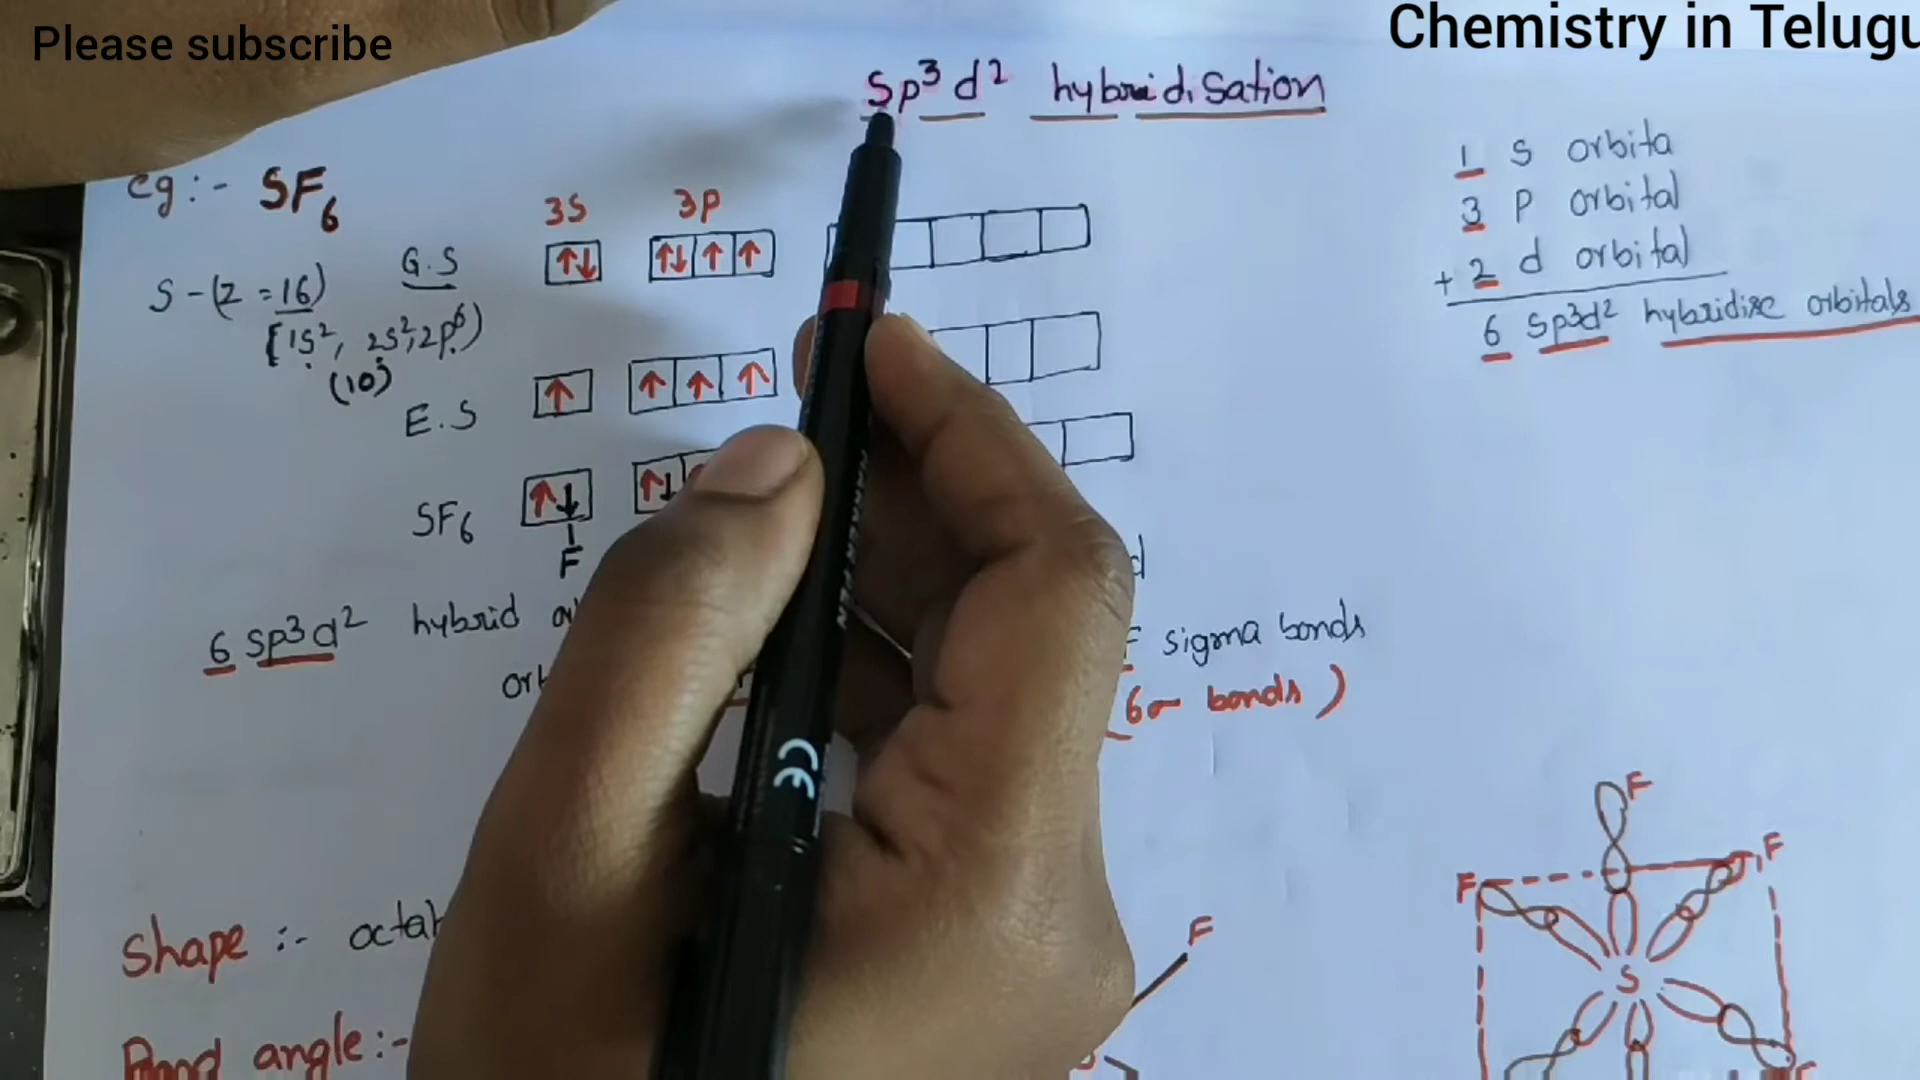 Please subscribe
Chemistry in Telugu
Sp³d² hybridisation
eg:- SF₆
1 S orbita
3 P orbital
+ 2 d orbital
6 Sp³d² hybridise orbitals
3S 3P
G.S ↑↓ ↑↓ ↑ ↑
S-(Z=16)
[1S², 2S², 2p⁶)
(10)
E.S ↑ ↑ ↑ ↑
SF₆ ↑↓ ↑↓
F
d
6 Sp³d² hybrid
sigma bonds
(6σ bonds)
Shape :-
Bond angle:-
F
F
F F
S
CE